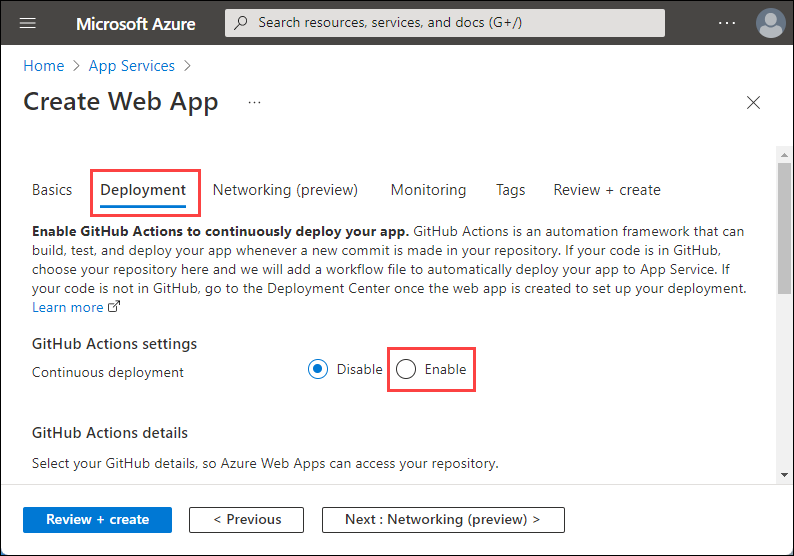 Microsoft Azure
Search resources, services, and docs (G+/)
...
Home > App Services >
Create Web App ...
Basics Deployment Networking (preview) Monitoring Tags Review + create
Enable GitHub Actions to continuously deploy your app. GitHub Actions is an automation framework that can
build, test, and deploy your app whenever a new commit is made in your repository. If your code is in GitHub,
choose your repository here and we will add a workflow file to automatically deploy your app to App Service. If
your code is not in GitHub, go to the Deployment Center once the web app is created to set up your deployment.
Learn more
GitHub Actions settings
Continuous deployment Disable Enable
GitHub Actions details
Select your GitHub details, so Azure Web Apps can access your repository.
Review + create < Previous Next : Networking (preview) >